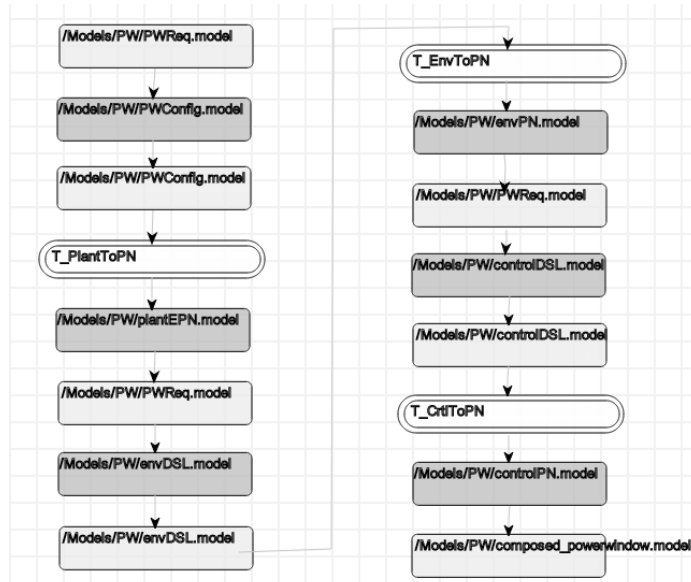 /Models/PW/PWReq.model
/Models/PW/PWConfig.model
/Models/PW/PWConfig.model
T_PlantToPN
/Models/PW/plantEPN.model
/Models/PW/PWReq.model
/Models/PW/envDSL.model
/Models/PW/envDSL.model
T_EnvToPN
/Models/PW/envPN.model
/Models/PW/PWReq.model
/Models/PW/controlDSL.model
/Models/PW/controlDSL.model
T_CrtlToPN
/Models/PW/controlPN.model
/Models/PW/composed_powerwindow.model